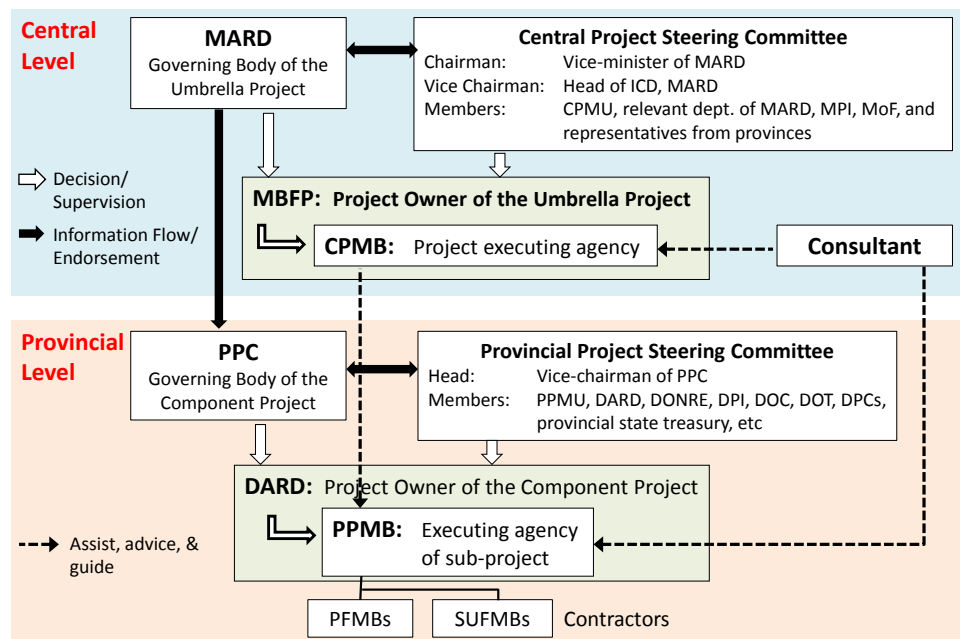 Central
Level
MARD
Governing Body of the
Umbrella Project
Central Project Steering Committee
Chairman: Vice-minister of MARD
Vice Chairman: Head of ICD, MARD
Members: CPMU, relevant dept. of MARD, MPI, MoF, and
representatives from provinces
Decision/
Supervision
Information Flow/
Endorsement
MBFP: Project Owner of the Umbrella Project
CPMB: Project executing agency
Consultant
Provincial
Level
PPC
Governing Body of the
Component Project
Provincial Project Steering Committee
Head: Vice-chairman of PPC
Members: PPMU, DARD, DONRE, DPI, DOC, DOT, DPCs,
provincial state treasury, etc
DARD: Project Owner of the Component Project
PPMB: Executing agency
of sub-project
Assist, advice, &
guide
PFMBs
SUFMBs
Contractors